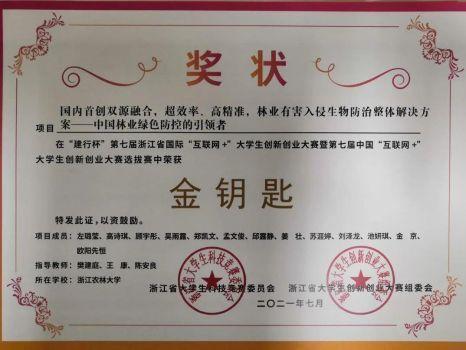 奖状
国内首创双源融合，超效率、高精准，林业有害入侵生物防治整体解决方
项目 案——中国林业绿色防控的引领者
在“建行杯”第七届浙江省国际“互联网+”大学生创新创业大赛暨第七届中国“互联网+”
大学生创新创业大赛选拔赛中荣获
金钥匙
特发此证，以资鼓励。
项目成员：左璐莹、高诗琪、顾宇彤、吴雨露、郑凯文、孟文俊、邱露静、姜 壮、苏涯婷、刘泽龙、池妍琪、金 京、
欧阳先恒
指导教师：樊建庭、王 康、陈安良
所在学校：浙江农林大学
浙江省大学生科技竞赛委员会 浙江省大学生创新创业大赛组委会
二〇二一年七月